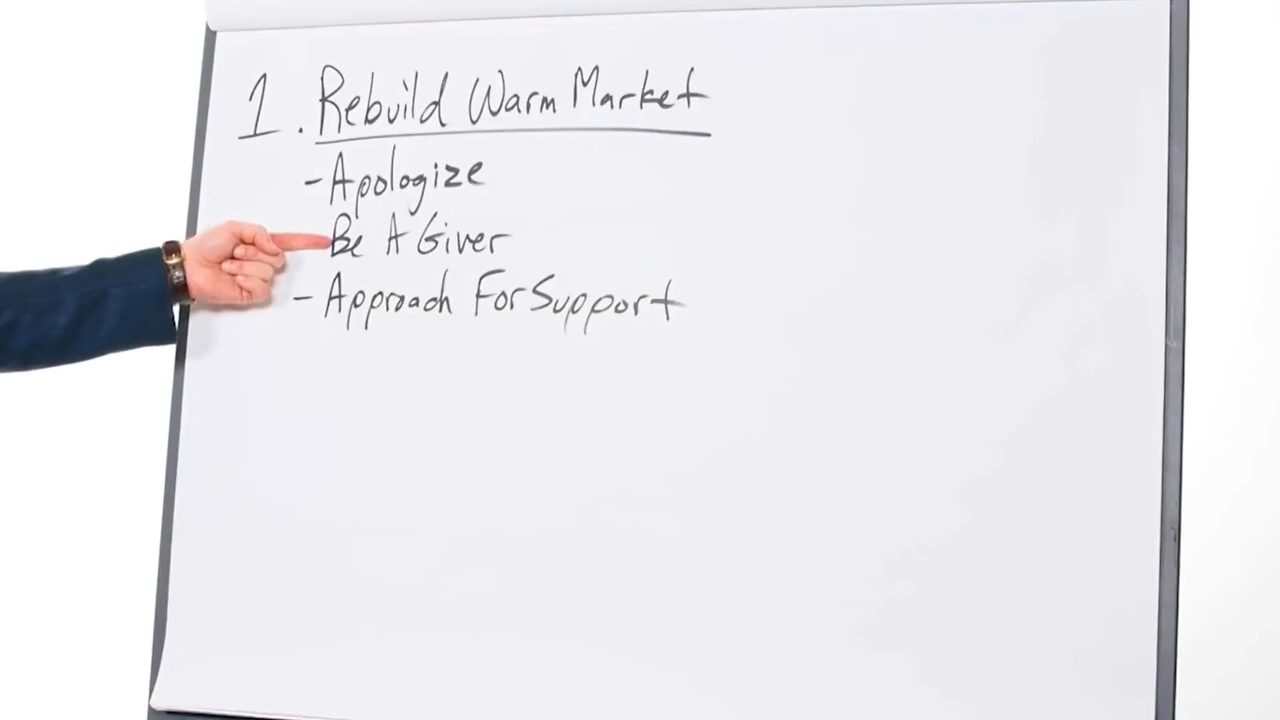 1. Rebuild Warm Market
- Apologize
Be A Giver
- Approach For Support